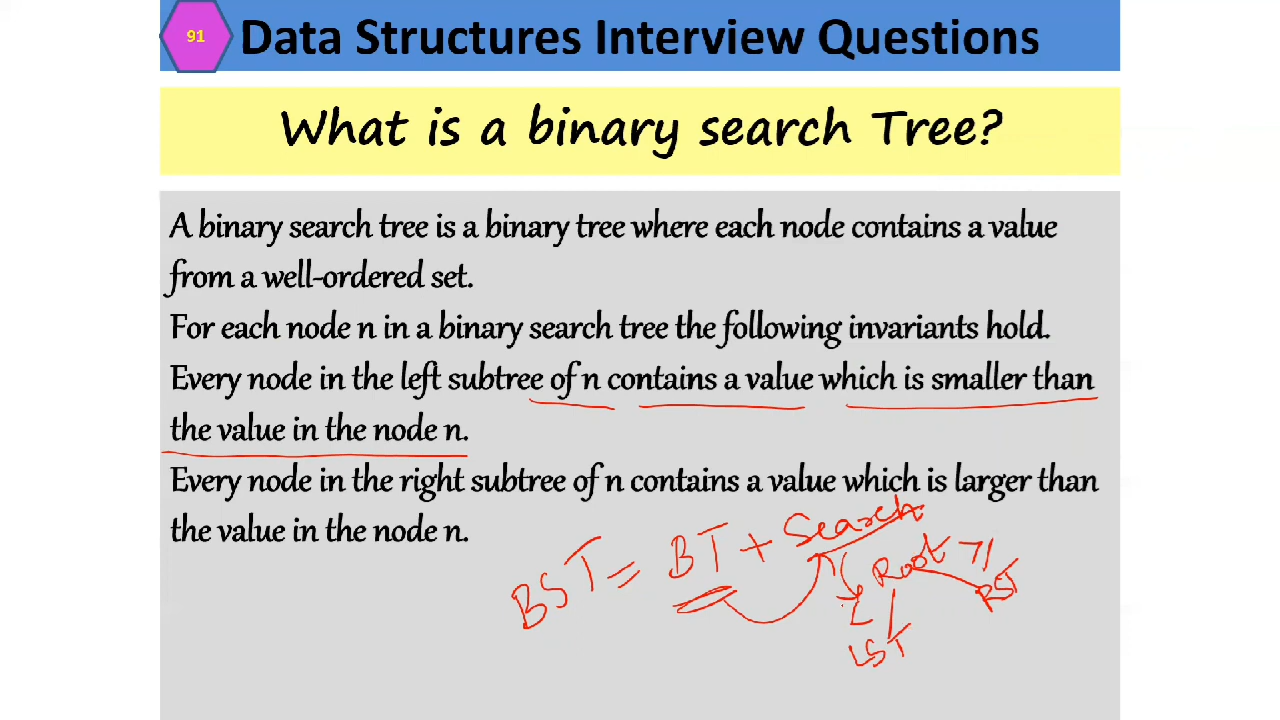 91
Data Structures Interview Questions
What is a binary search Tree?
A binary search tree is a binary tree where each node contains a value
from a well-ordered set.
For each node n in a binary search tree the following invariants hold.
Every node in the left subtree of n contains a value which is smaller than
the value in the node n.
Every node in the right subtree of n contains a value which is larger than
the value in the node n.
BST = BT + Search
Root
RST
LST